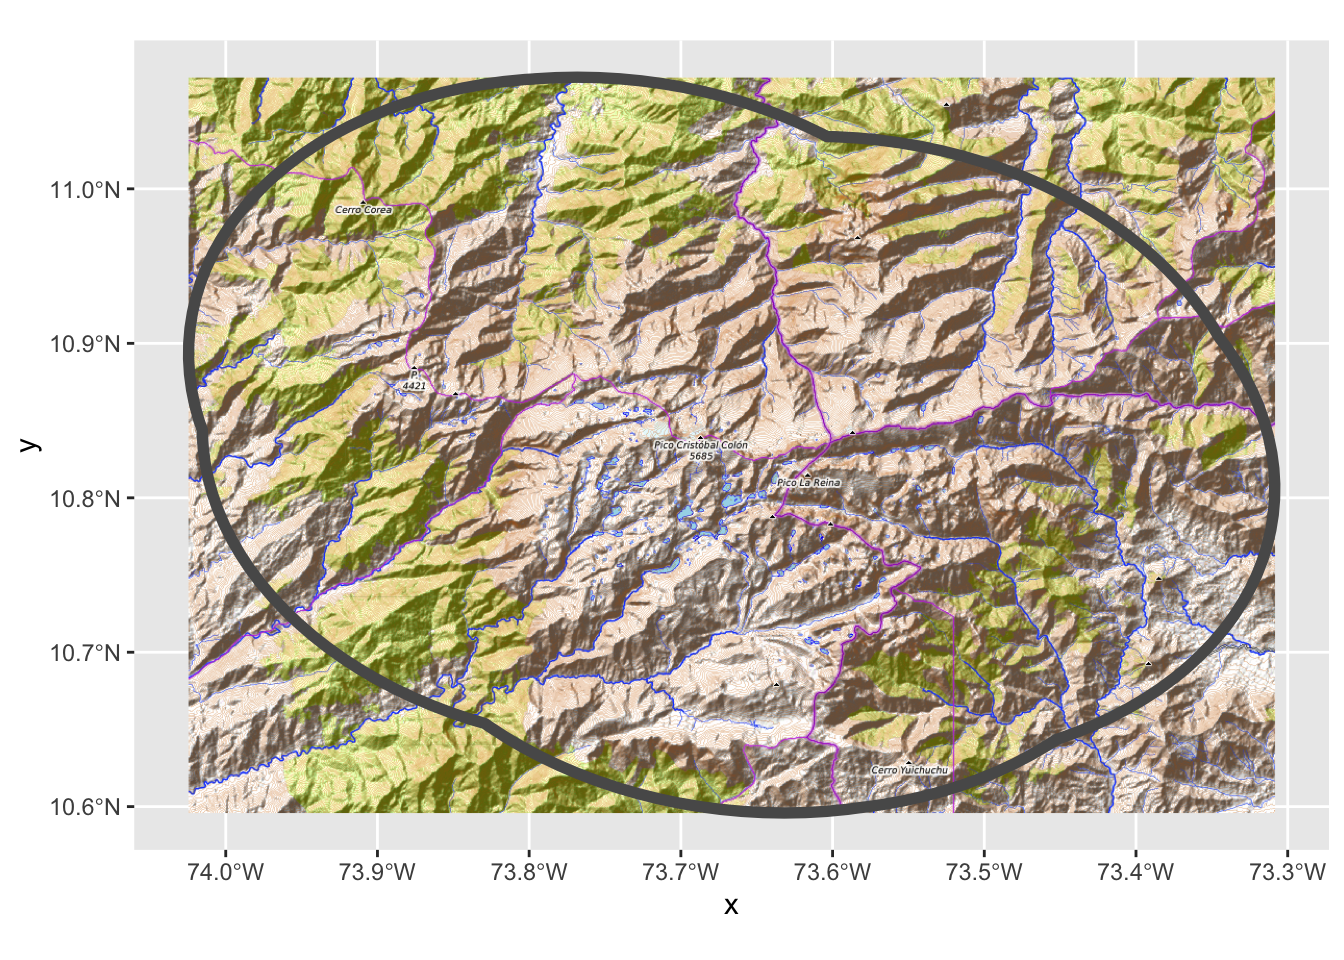 11.0°N
10.9°N
10.8°N
10.7°N
10.6°N
y
Cerro Corea
P.
4421
Pico Cristóbal Colón
5685
Pico La Reina
Cerro Yuichuchu
74.0°W 73.9°W 73.8°W 73.7°W 73.6°W 73.5°W 73.4°W 73.3°W
x